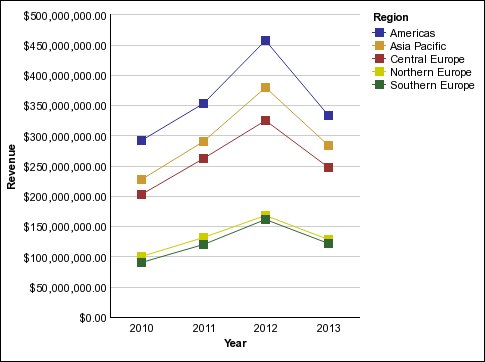 $500,000,000.00
$450,000,000.00
$400,000,000.00
$350,000,000.00
$300,000,000.00
$250,000,000.00
$200,000,000.00
$150,000,000.00
$100,000,000.00
$50,000,000.00
$0.00
Revenue
2010 2011 2012 2013
Year
Region
Americas
Asia Pacific
Central Europe
Northern Europe
Southern Europe